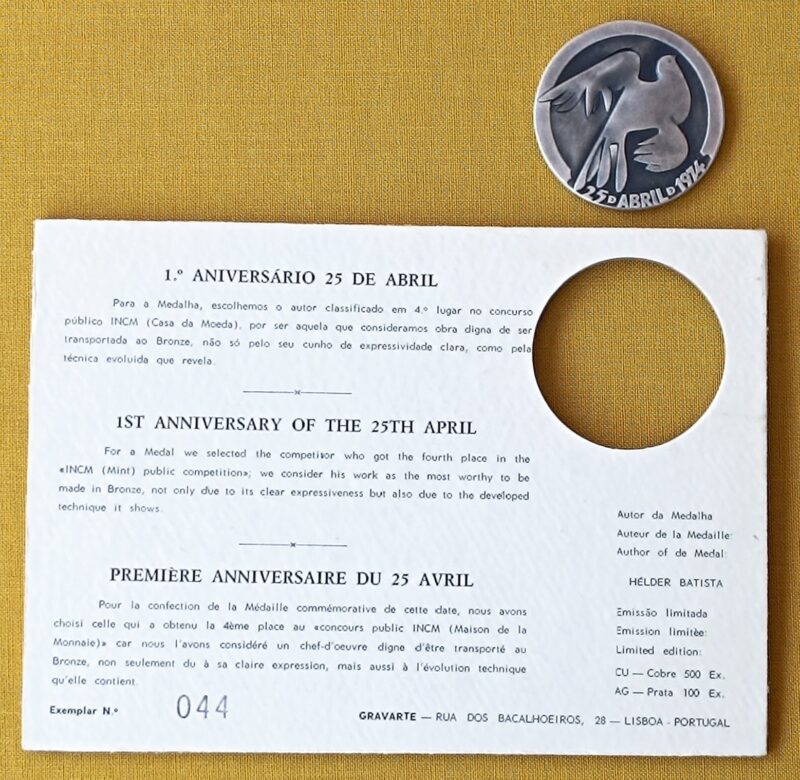 25 D ABRIL D 1974
1.º ANIVERSÁRIO 25 DE ABRIL
Para a Medalha, escolhemos o autor classificado em 4.º lugar no concurso
público INCM (Casa da Moeda), por ser aquela que consideramos obra digna de ser
transportada ao Bronze, não só pelo seu cunho de expressividade clara, como pela
técnica evoluida que revela.
1ST ANNIVERSARY OF THE 25TH APRIL
For a Medal we selected the competitor who got the fourth place in the
«INCM (Mint) public competition»; we consider his work as the most worthy to be
made in Bronze, not only due to its clear expressiveness but also due to the developed
technique it shows.
PREMIÈRE ANNIVERSAIRE DU 25 AVRIL
Pour la confection de la Médaille commémorative de cette date, nous avons
choisi celle qui a obtenu la 4ème place au «concours public INCM (Maison de la
Monnaie)» car nous l'avons considéré un chef-d'oeuvre digne d'être transporté au
Bronze, non seulement du à sa claire expression, mais aussi à l'évolution technique
qu'elle contient.
Autor da Medalha
Auteur de la Medaille:
Author of de Medal:
HÉLDER BATISTA
Emissão limitada
Emission limitèe:
Limited edition:
CU — Cobre 500 Ex.
AG — Prata 100 Ex.
Exemplar N.º 044
GRAVARTE — RUA DOS BACALHOEIROS, 28 — LISBOA - PORTUGAL